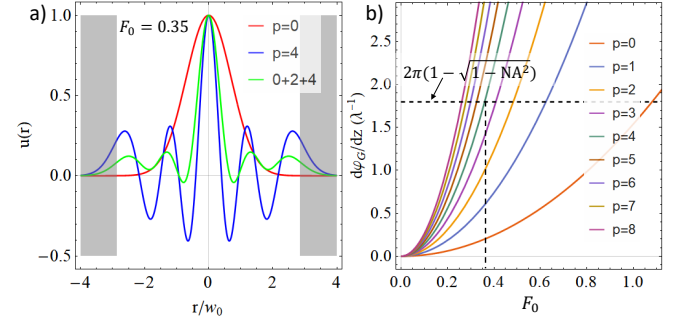 a)
F₀ = 0.35
p=0
p=4
0+2+4
u(r)
1.0
0.5
0.0
−0.5
−4
−2
0
2
4
r/w₀
b)
2π(1 − √1 − NA²)
dφ_G/dz (λ⁻¹)
2.5
2.0
1.5
1.0
0.5
0.0
0.0
0.2
0.4
0.6
0.8
1.0
F₀
p=0
p=1
p=2
p=3
p=4
p=5
p=6
p=7
p=8